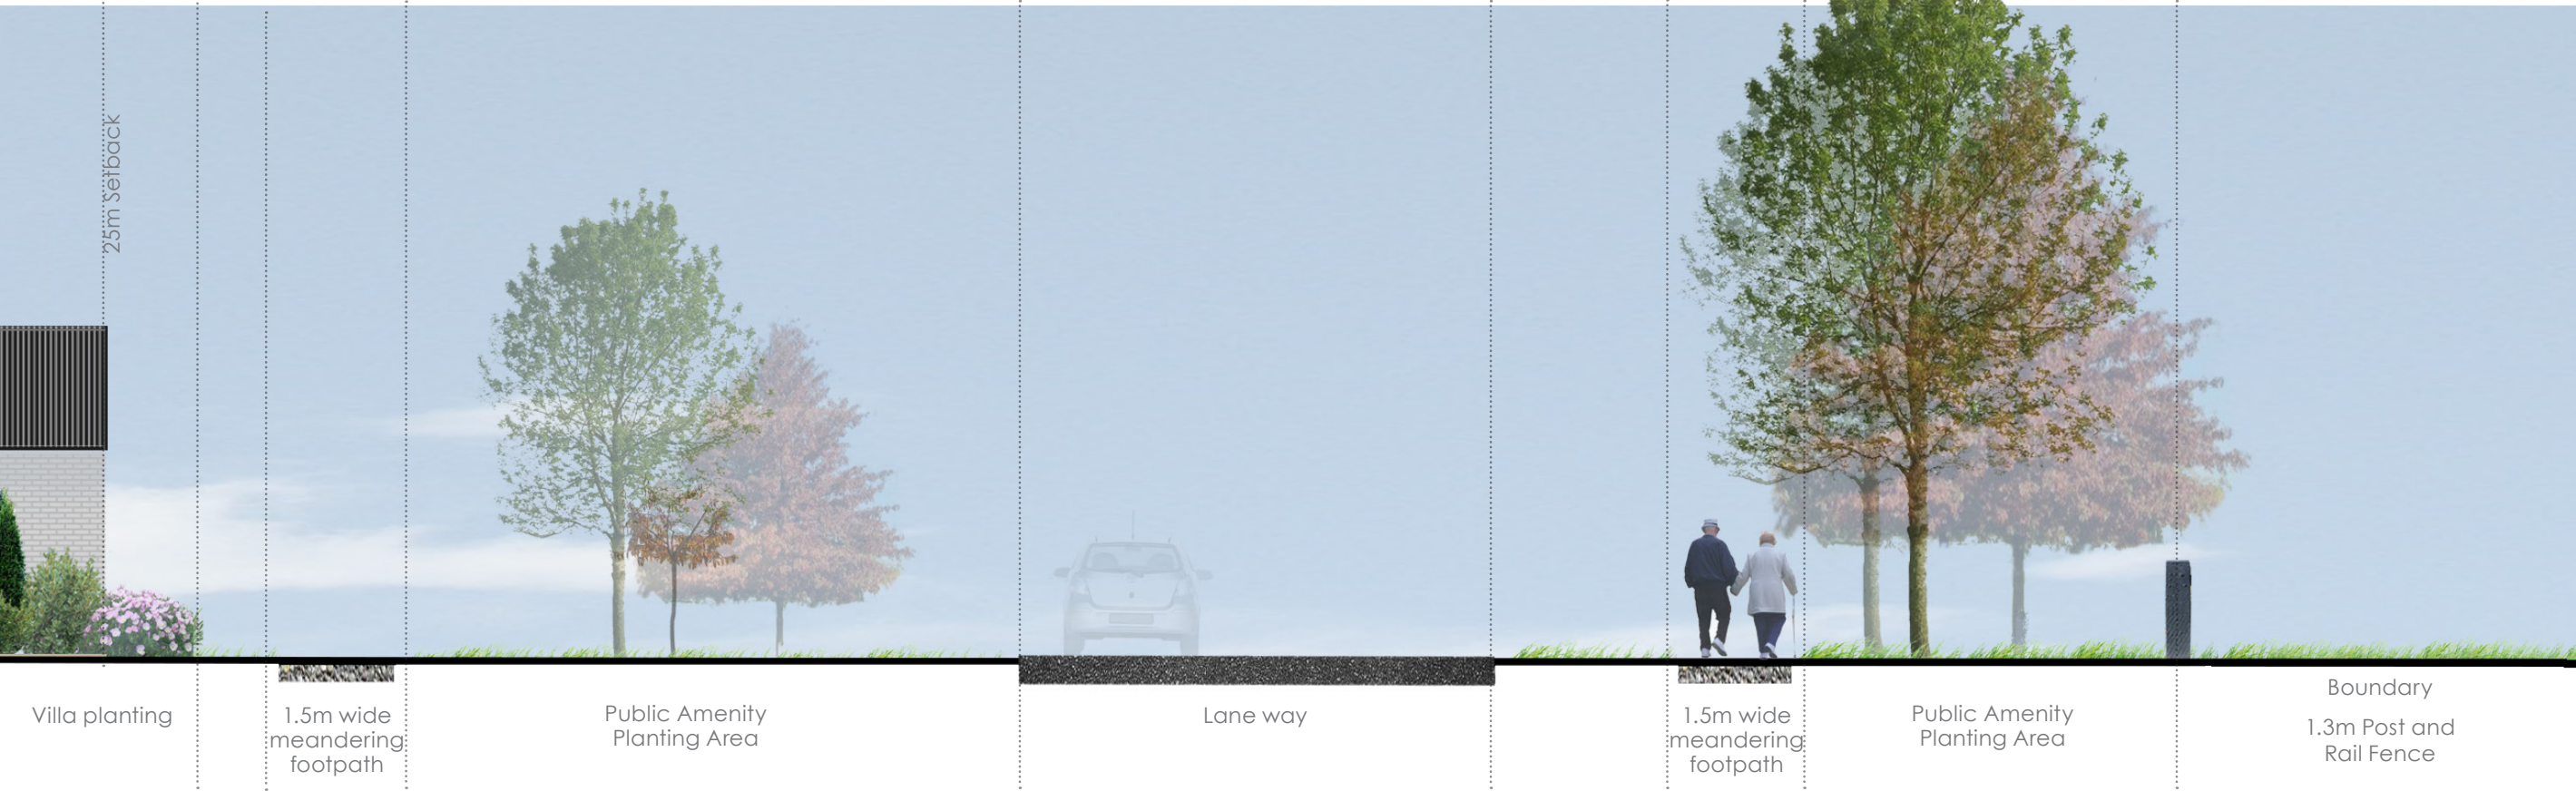 25m Setback
Villa planting
1.5m wide
meandering
footpath
Public Amenity
Planting Area
Lane way
1.5m wide
meandering
footpath
Public Amenity
Planting Area
Boundary
1.3m Post and
Rail Fence